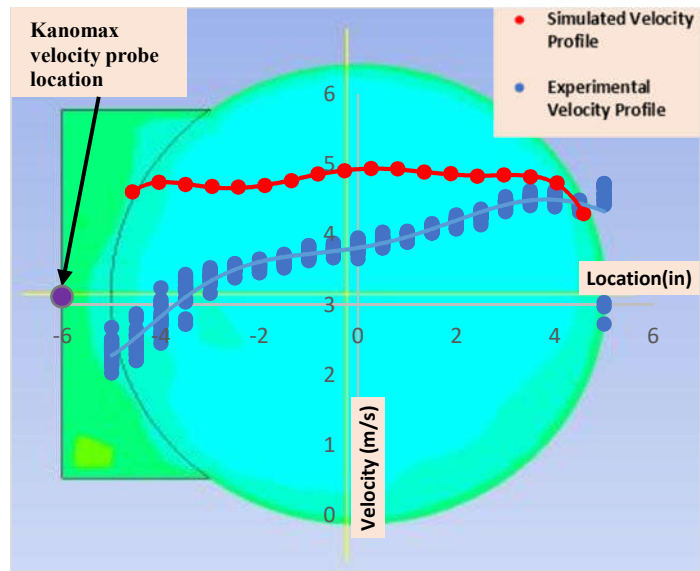 Kanomax
velocity probe
location
Simulated Velocity
Profile
Experimental
Velocity Profile
6
5
4
Location(in)
3
-6
-4
-2
0
2
4
6
2
1
0
Velocity (m/s)